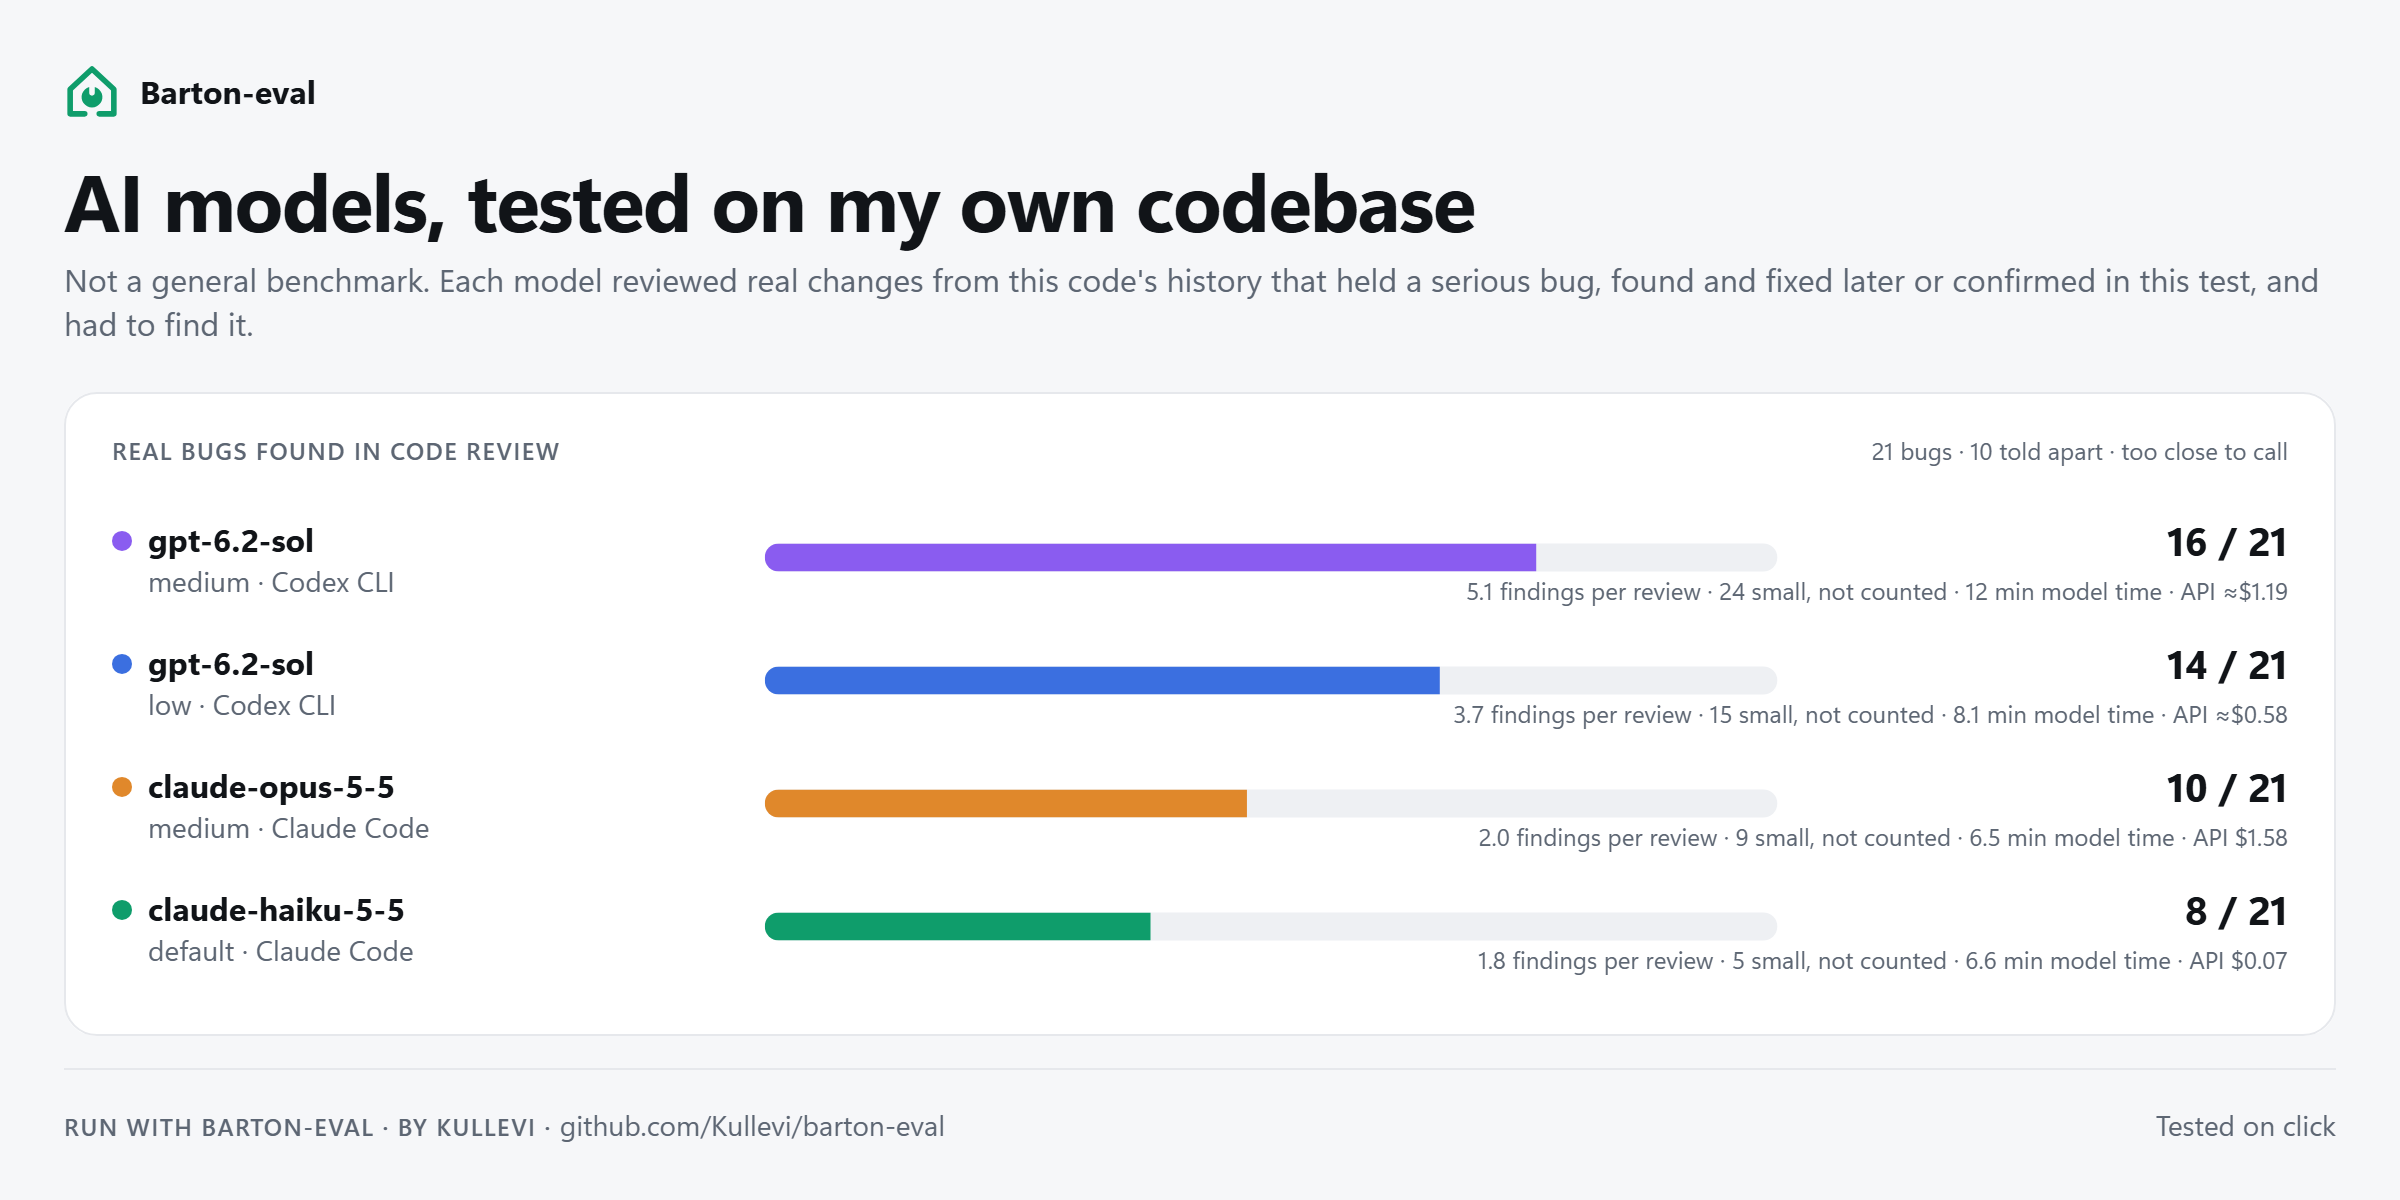 Barton-eval
AI models, tested on my own codebase
Not a general benchmark. Each model reviewed real changes from this code's history that held a serious bug, found and fixed later or confirmed in this test, and
had to find it.
REAL BUGS FOUND IN CODE REVIEW
21 bugs · 10 told apart · too close to call
gpt-6.2-sol
medium · Codex CLI
16 / 21
5.1 findings per review · 24 small, not counted · 12 min model time · API ≈$1.19
gpt-6.2-sol
low · Codex CLI
14 / 21
3.7 findings per review · 15 small, not counted · 8.1 min model time · API ≈$0.58
claude-opus-5-5
medium · Claude Code
10 / 21
2.0 findings per review · 9 small, not counted · 6.5 min model time · API $1.58
claude-haiku-5-5
default · Claude Code
8 / 21
1.8 findings per review · 5 small, not counted · 6.6 min model time · API $0.07
RUN WITH BARTON-EVAL · BY KULLEVI · github.com/Kullevi/barton-eval
Tested on click